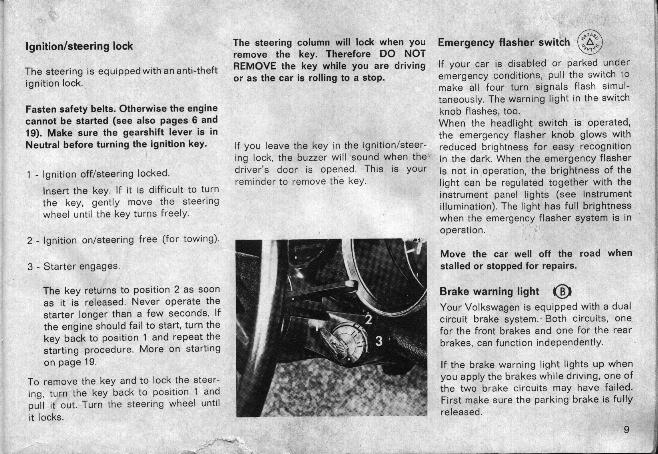 Ignition/steering lock
The steering is equipped with an anti-theft
ignition lock.
Fasten safety belts. Otherwise the engine
cannot be started (see also pages 6 and
19). Make sure the gearshift lever is in
Neutral before turning the ignition key.
1 - Ignition off/steering locked.
Insert the key. If it is difficult to turn
the key, gently move the steering
wheel until the key turns freely.
2 - Ignition on/steering free (for towing).
3 - Starter engages.
The key returns to position 2 as soon
as it is released. Never operate the
starter longer than a few seconds. If
the engine should fail to start, turn the
key back to position 1 and repeat the
starting procedure. More on starting
on page 19.
To remove the key and to lock the steer-
ing, turn the key back to position 1 and
pull it out. Turn the steering wheel until
it locks.
The steering column will lock when you
remove the key. Therefore DO NOT
REMOVE the key while you are driving
or as the car is rolling to a stop.
If you leave the key in the ignition/steer-
ing lock, the buzzer will sound when the
driver's door is opened. This is your
reminder to remove the key.
2
3
Emergency flasher switch
If your car is disabled or parked under
emergency conditions, pull the switch to
make all four turn signals flash simul-
taneously. The warning light in the switch
knob flashes, too.
When the headlight switch is operated,
the emergency flasher knob glows with
reduced brightness for easy recognition
in the dark. When the emergency flasher
is not in operation, the brightness of the
light can be regulated together with the
instrument panel lights (see Instrument
illumination). The light has full brightness
when the emergency flasher system is in
operation.
Move the car well off the road when
stalled or stopped for repairs.
Brake warning light (B)
Your Volkswagen is equipped with a dual
circuit brake system. Both circuits, one
for the front brakes and one for the rear
brakes, can function independently.
If the brake warning light lights up when
you apply the brakes while driving, one of
the two brake circuits may have failed.
First make sure the parking brake is fully
released.
9